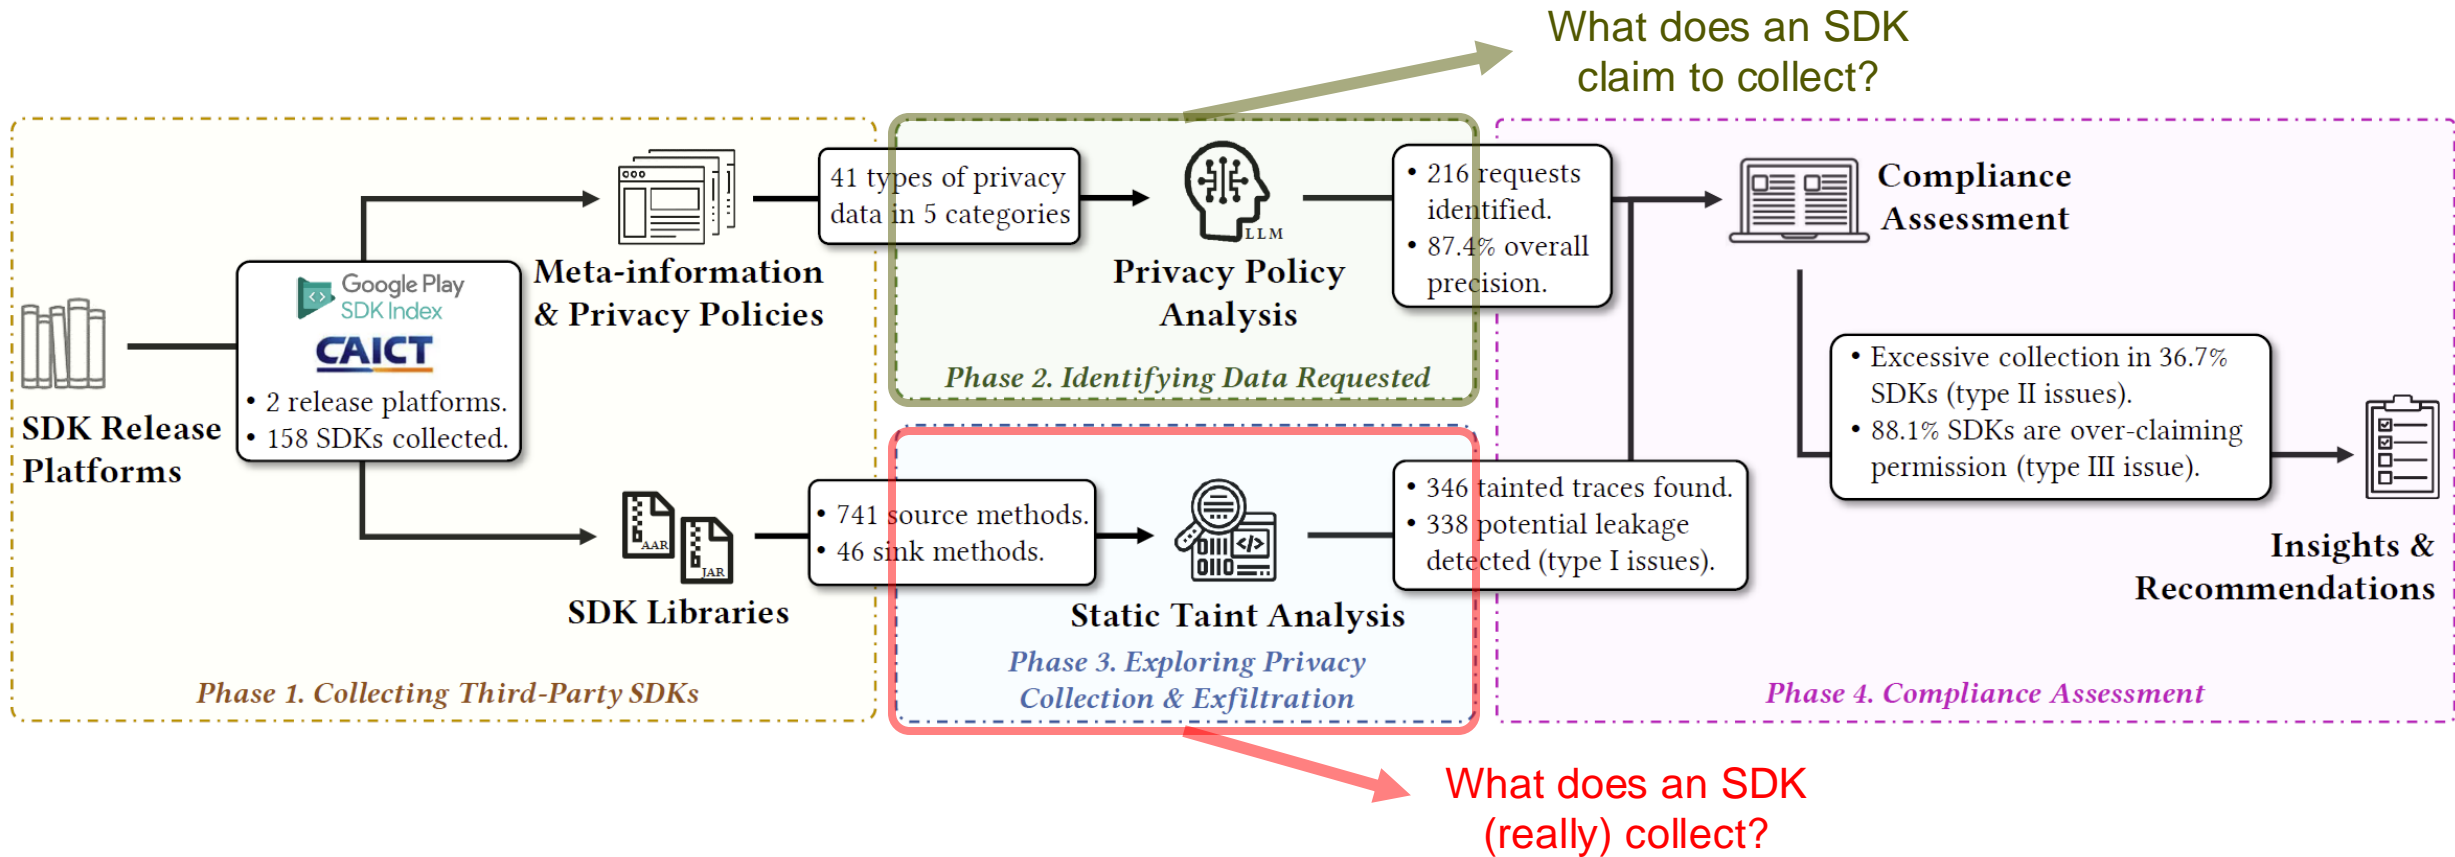 What does an SDK
claim to collect?
SDK Release
Platforms
Google Play
SDK Index
CAICT
• 2 release platforms.
• 158 SDKs collected.
Meta-information
& Privacy Policies
AAR
JAR
SDK Libraries
Phase 1. Collecting Third-Party SDKs
41 types of privacy
data in 5 categories
LLM
Privacy Policy
Analysis
Phase 2. Identifying Data Requested
• 216 requests
identified.
• 87.4% overall
precision.
• 741 source methods.
• 46 sink methods.
Static Taint Analysis
Phase 3. Exploring Privacy
Collection & Exfiltration
• 346 tainted traces found.
• 338 potential leakage
detected (type I issues).
Compliance
Assessment
• Excessive collection in 36.7%
SDKs (type II issues).
• 88.1% SDKs are over-claiming
permission (type III issue).
Insights &
Recommendations
Phase 4. Compliance Assessment
What does an SDK
(really) collect?